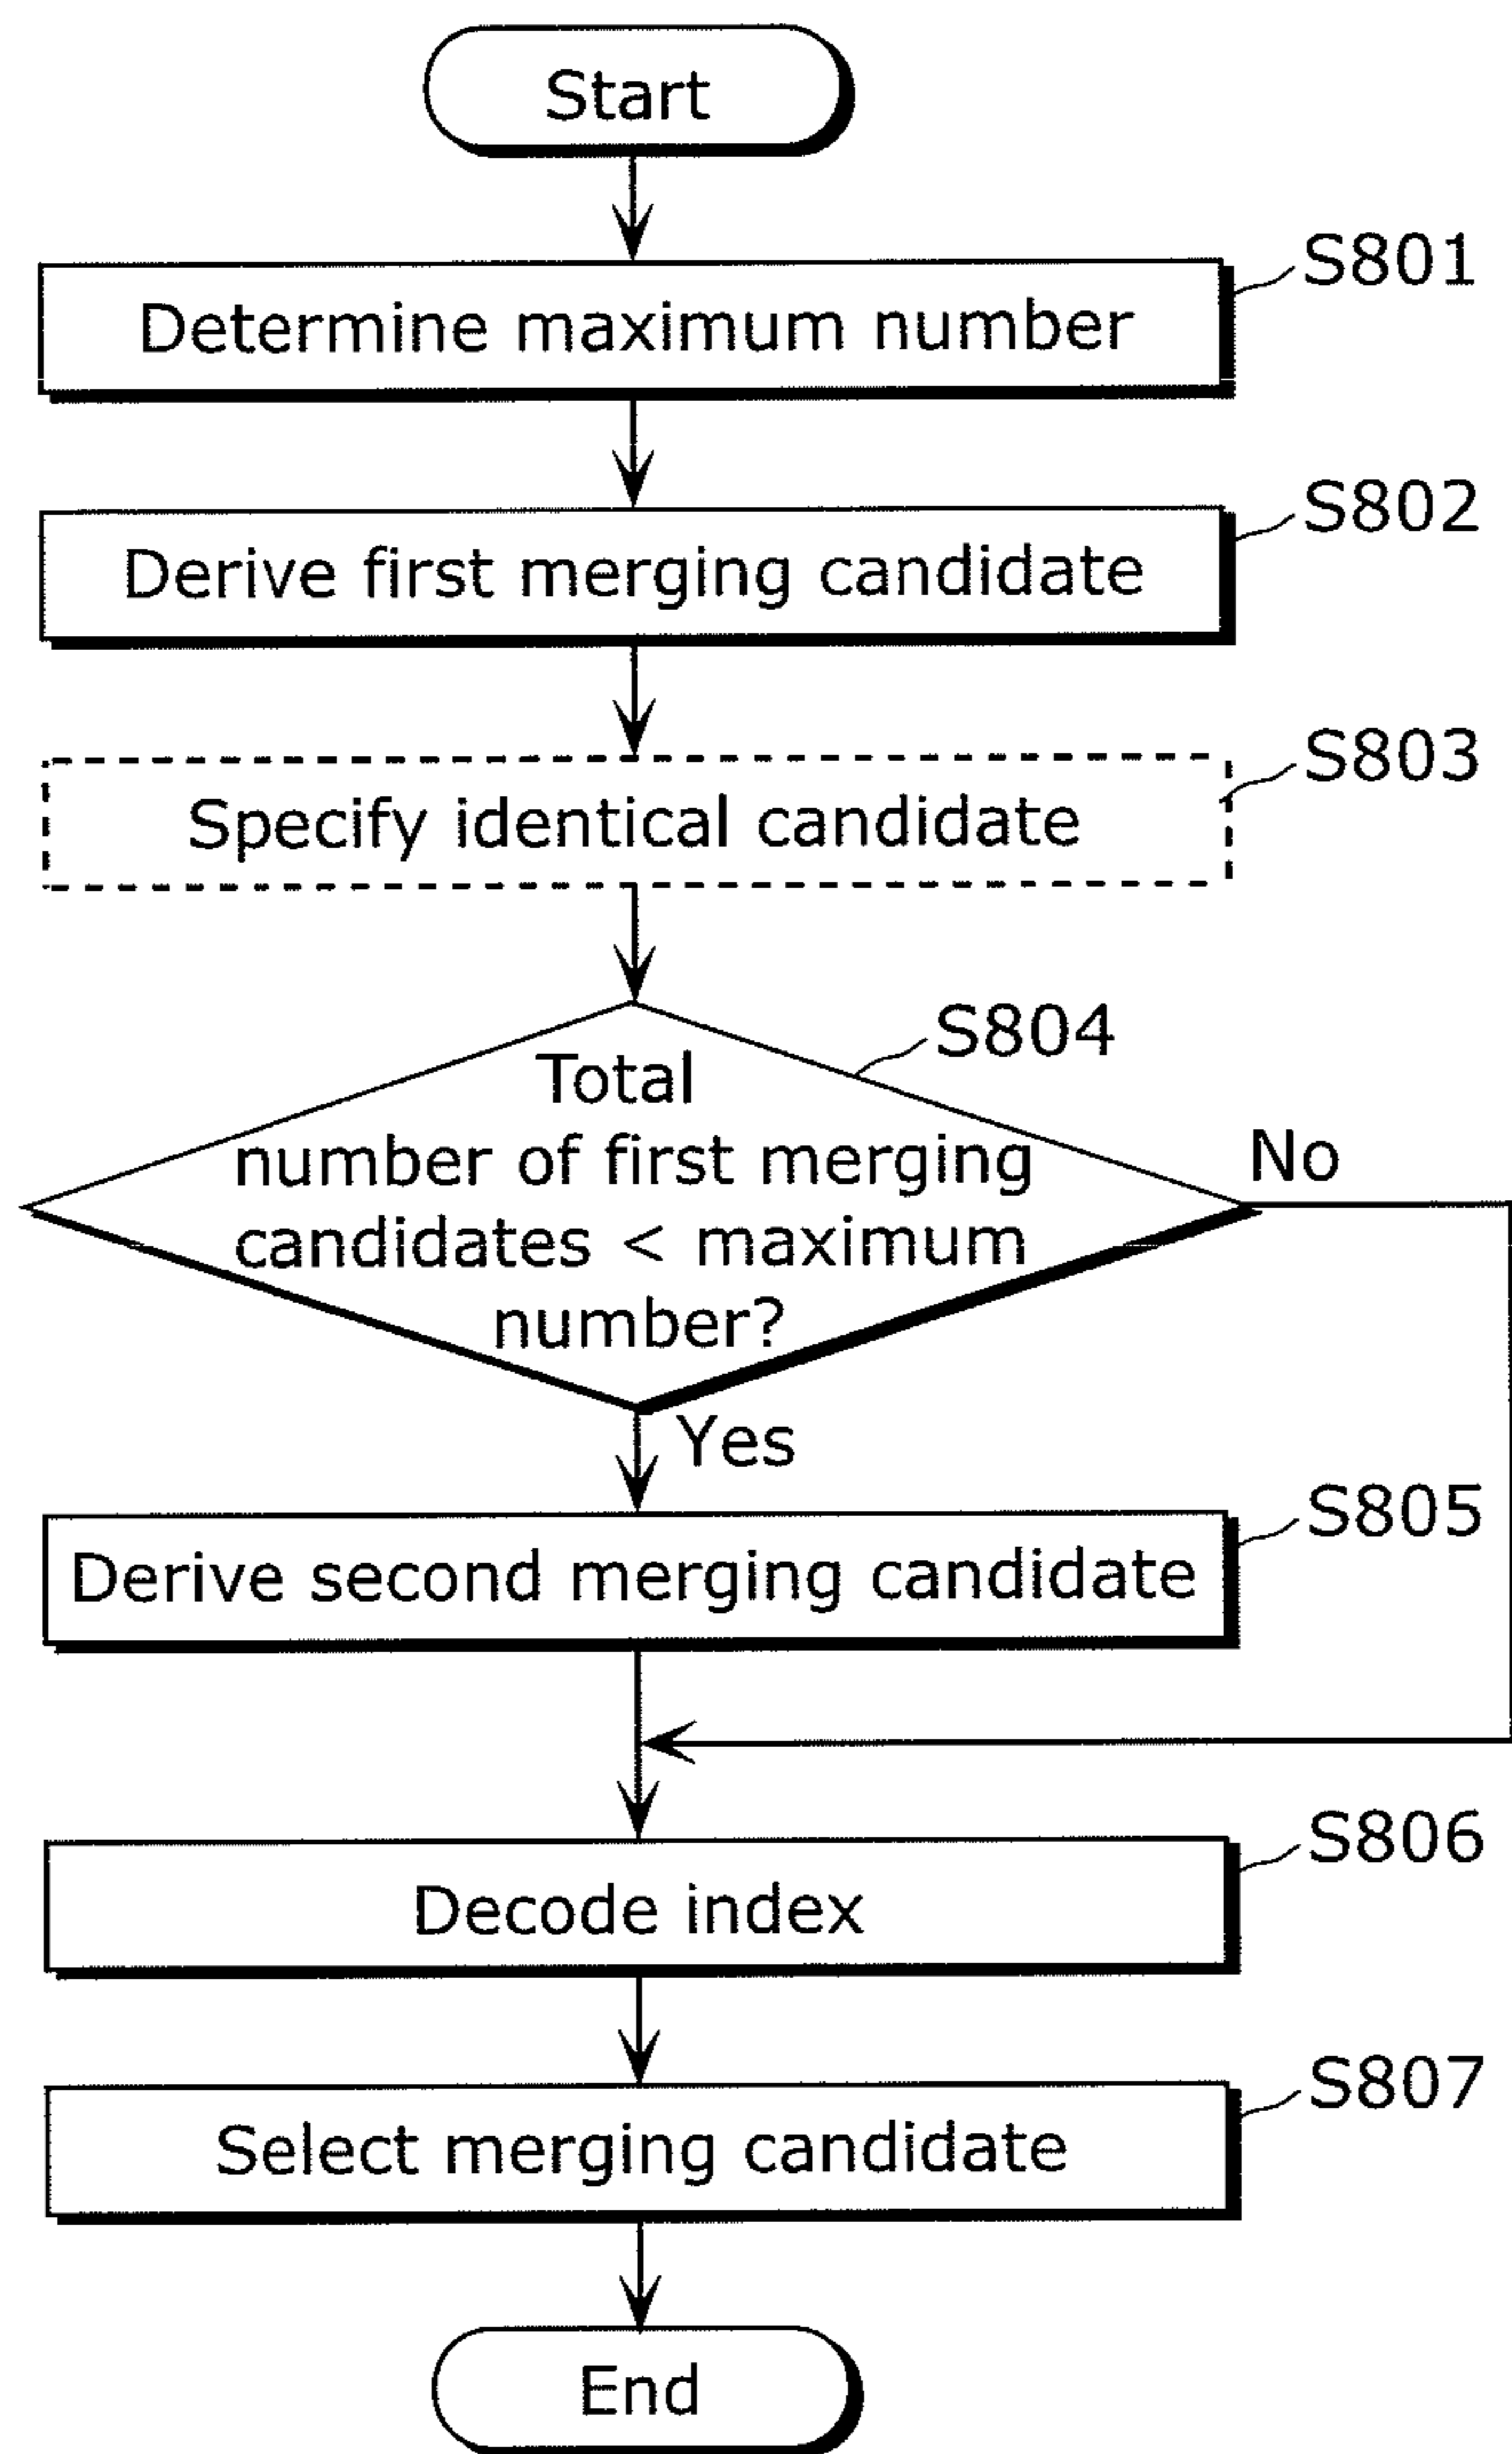 Start
S801
Determine maximum number
S802
Derive first merging candidate
S803
Specify identical candidate
S804
Total
number of first merging
candidates < maximum
number?
No
Yes
S805
Derive second merging candidate
S806
Decode index
S807
Select merging candidate
End